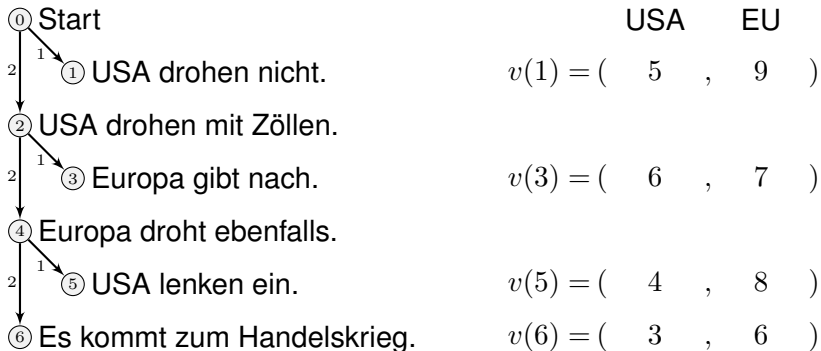 0 Start USA EU
1 1 USA drohen nicht. v(1) = ( 5 , 9 )
2
2 USA drohen mit Zöllen.
1 3 Europa gibt nach. v(3) = ( 6 , 7 )
2
4 Europa droht ebenfalls.
1 5 USA lenken ein. v(5) = ( 4 , 8 )
2
6 Es kommt zum Handelskrieg. v(6) = ( 3 , 6 )